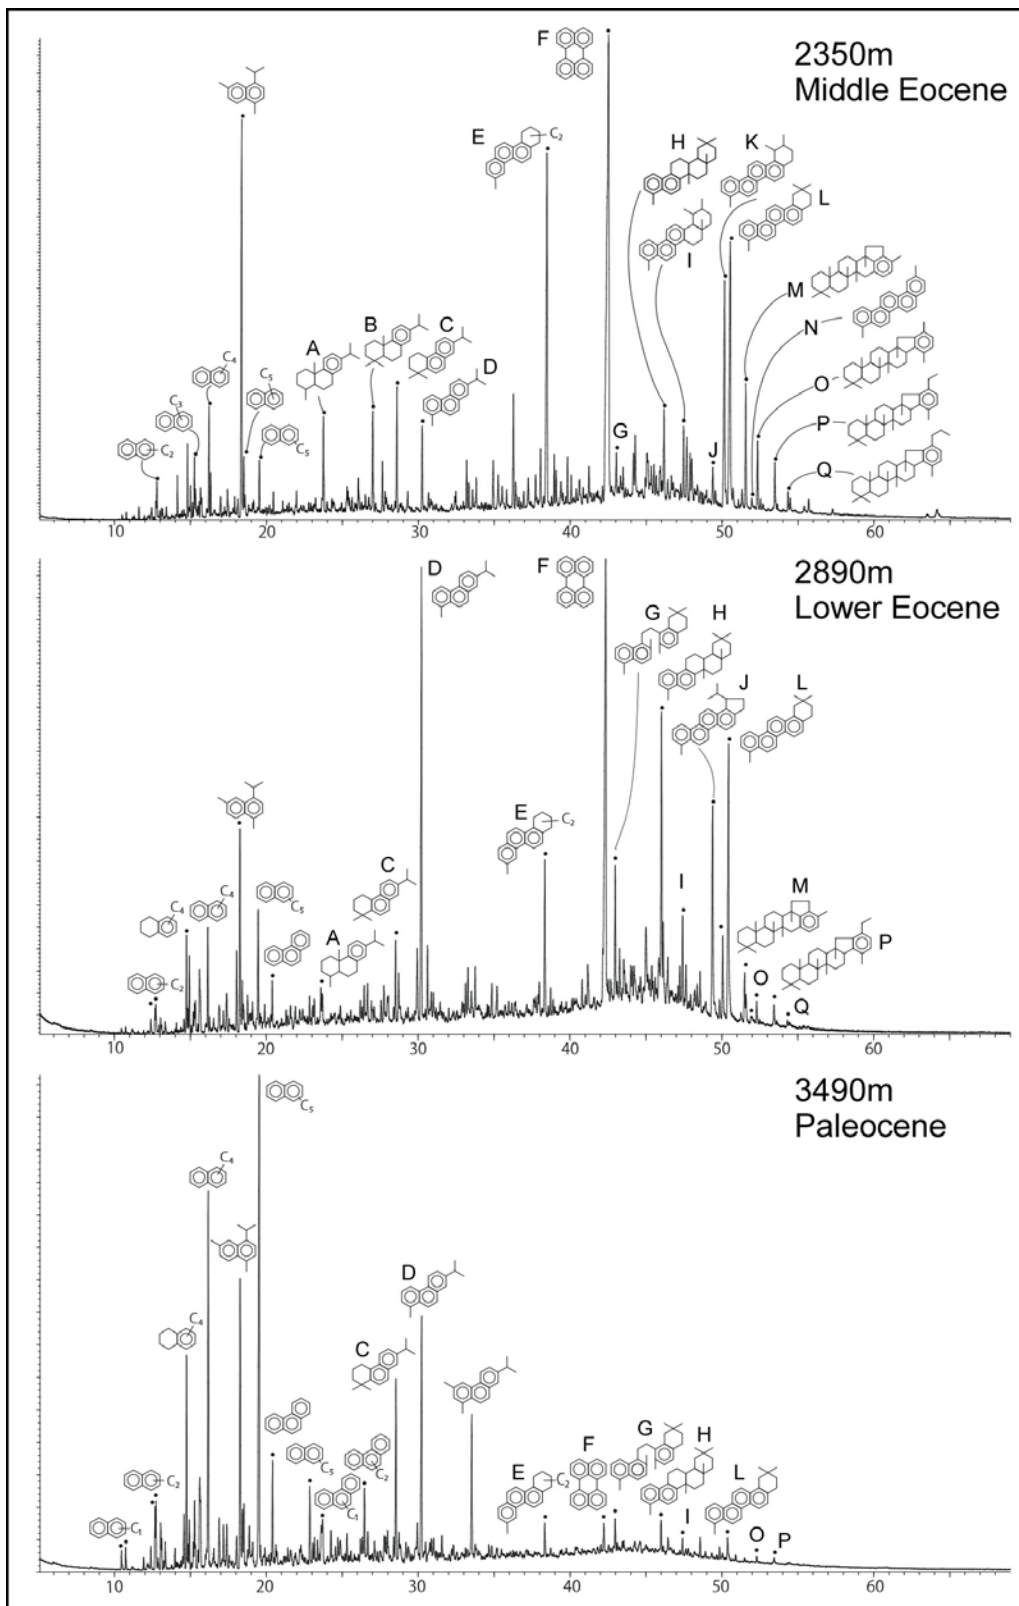 2350m
Middle Eocene
F
C₂
E
H
K
L
I
M
N
O
P
Q
A
B
C
D
G
J
C₂
C₃
C₄
C₅
C₅
10 20 30 40 50 60
2890m
Lower Eocene
D
F
G
H
J
L
E
C₂
C
I
M
P
O
Q
A
C₄
C₄
C₅
C₂
10 20 30 40 50 60
3490m
Paleocene
C₅
C₄
C₄
D
C
C₂
C₁
C₅
C₁
C₂
E
C₂
F
G
H
I
L
O
P
10 20 30 40 50 60